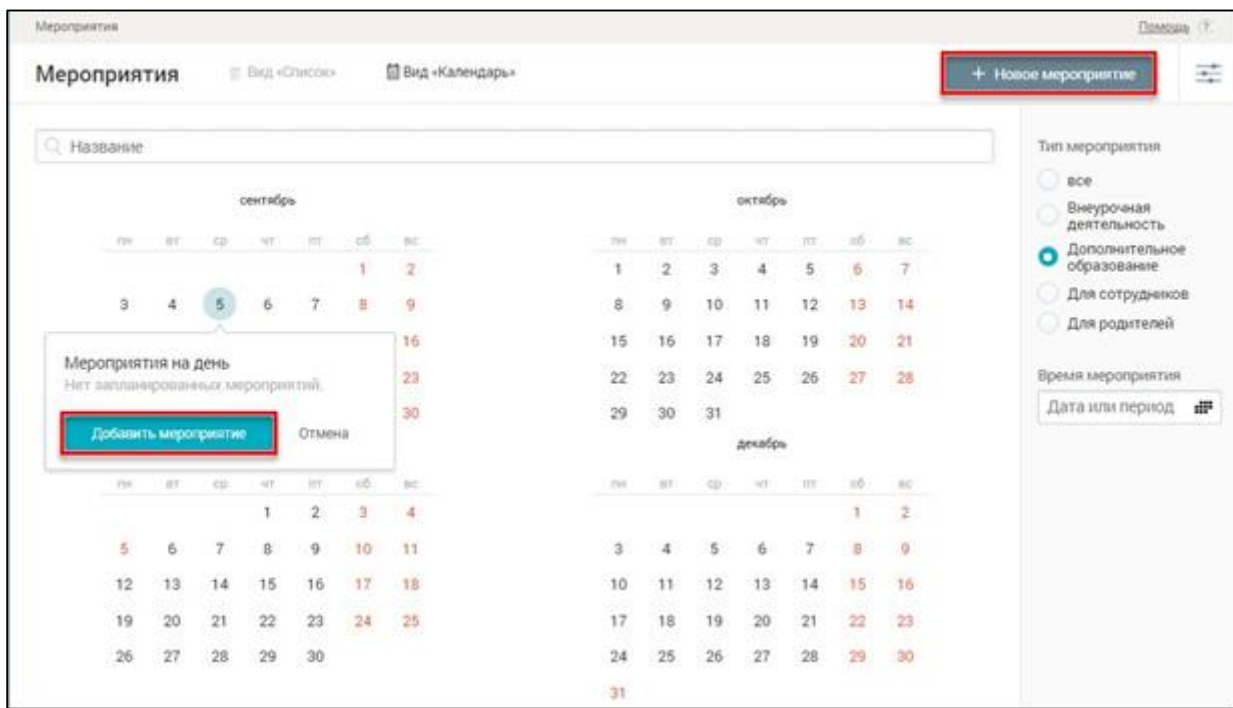 Мероприятия Помощь ?
Мероприятия Вид «Список» Вид «Календарь» + Новое мероприятие
Название
Тип мероприятия
все
Внеурочная
деятельность
Дополнительное
образование
Для сотрудников
Для родителей
Время мероприятия
Дата или период
сентябрь
пн вт ср чт пт сб вс
1 2
3 4 5 6 7 8 9
16
23
30
Мероприятия на день
Нет запланированных мероприятий.
Добавить мероприятие Отмена
октябрь
пн вт ср чт пт сб вс
1 2 3 4 5 6 7
8 9 10 11 12 13 14
15 16 17 18 19 20 21
22 23 24 25 26 27 28
29 30 31
пн вт ср чт пт сб вс
1 2 3 4
5 6 7 8 9 10 11
12 13 14 15 16 17 18
19 20 21 22 23 24 25
26 27 28 29 30
декабрь
пн вт ср чт пт сб вс
1 2
3 4 5 6 7 8 9
10 11 12 13 14 15 16
17 18 19 20 21 22 23
24 25 26 27 28 29 30
31